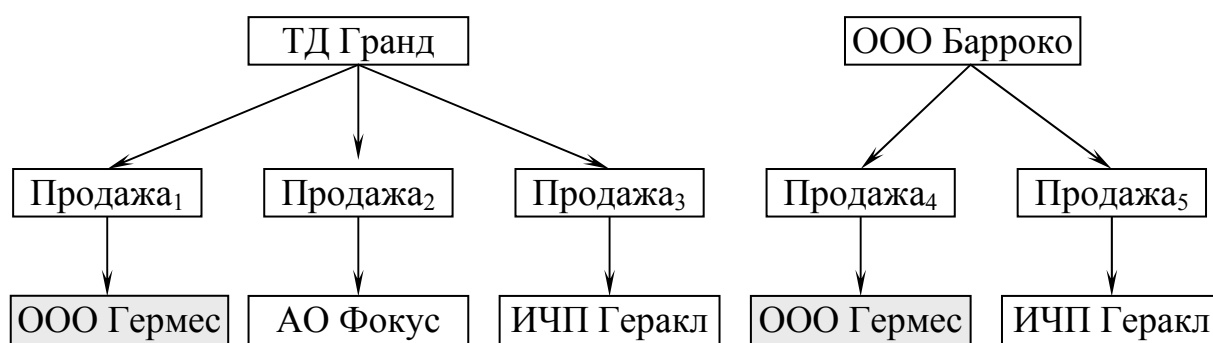 ТД Гранд
ООО Барроко
Продажа₁
Продажа₂
Продажа₃
Продажа₄
Продажа₅
ООО Гермес
АО Фокус
ИЧП Геракл
ООО Гермес
ИЧП Геракл